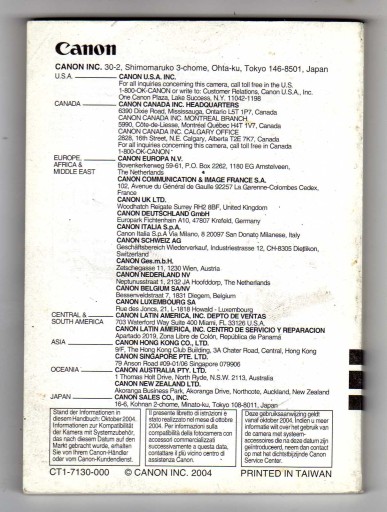 Canon
CANON INC. 30-2, Shimomaruko 3-chome, Ohta-ku, Tokyo 146-8501, Japan
U.S.A. CANON U.S.A. INC.
For all inquiries concerning this camera, call toll free in the U.S.
1-800-OK-CANON or write to: Customer Relations, Canon U.S.A., Inc.
One Canon Plaza, Lake Success, N.Y. 11042-1198
CANADA CANON CANADA INC. HEADQUARTERS
6390 Dixie Road, Mississauga, Ontario L5T 1P7, Canada
CANON CANADA INC. MONTREAL BRANCH
5990, Côte-de-Liesse, Montréal Québec H4T 1V7, Canada
CANON CANADA INC. CALGARY OFFICE
2828, 16th Street, N.E. Calgary, Alberta T2E 7K7, Canada
For all inquiries concerning this camera, call toll free in Canada
1-800-OK-CANON
EUROPE, CANON EUROPA N.V.
AFRICA & Bovenkerkerweg 59-61, P.O. Box 2262, 1180 EG Amstelveen,
MIDDLE EAST The Netherlands
CANON COMMUNICATION & IMAGE FRANCE S.A.
102, Avenue du Général de Gaulle 92257 La Garenne-Colombes Cedex,
France
CANON UK LTD.
Woodhatch Reigate Surrey RH2 8BF, United Kingdom
CANON DEUTSCHLAND GmbH
Europark Fichtenhain A10, 47807 Krefeld, Germany
CANON ITALIA S.p.A.
Canon Italia S.p.A Via Milano, 8 20097 San Donato Milanese, Italy
CANON SCHWEIZ AG
Geschäftsbereich Wiederverkauf, Industriestrasse 12, CH-8305 Dietlikon,
Switzerland
CANON Ges.m.b.H.
Zetschegasse 11, 1230 Wien, Austria
CANON NEDERLAND NV
Neptunusstraat 1, 2132 JA Hoofddorp, The Netherlands
CANON BELGIUM SA/NV
Bessenveldstraat 7, 1831 Diegem, Belgium
CANON LUXEMBOURG SA
Rue des Joncs, 21, L-1818 Howald - Luxembourg
CENTRAL & CANON LATIN AMERICA, INC. DEPTO DE VENTAS
SOUTH AMERICA 703 Waterford Way Suite 400 Miami, FL 33126 U.S.A.
CANON LATIN AMERICA, INC. CENTRO DE SERVICIO Y REPARACION
Apartado 2019, Zona Libre de Colón, República de Panamá
ASIA CANON HONG KONG CO., LTD.
9/F, The Hong Kong Club Building, 3A Chater Road, Central, Hong Kong
CANON SINGAPORE PTE. LTD.
79 Anson Road #09-01/06 Singapore 079906
OCEANIA CANON AUSTRALIA PTY. LTD.
1 Thomas Holt Drive, North Ryde, N.S.W. 2113, Australia
CANON NEW ZEALAND LTD.
Akoranga Business Park, Akoranga Drive, Northcote, Auckland, New Zealand
JAPAN CANON SALES CO., INC.
16-6, Kohnan 2-chome, Minato-ku, Tokyo 108-8011, Japan
Stand der Informationen in
diesem Handbuch: Oktober 2004.
Informationen zur Kompatibilität
der Kamera mit Systemzubehör,
das nach diesem Datum auf den
Markt gebracht wurde, erhalten
Sie von Ihrem Canon-Händler
oder vom Canon-Kundendienst.
Il presente libretto di istruzioni è
stato realizzato nel mese di ottobre
2004. Per informazioni sulla
compatibilità della fotocamera con
accessori commercializzati
successivamente a questa data,
contattare il più vicino centro di
assistenza Canon.
Deze gebruiksaanwijzing geldt
vanaf oktober 2004. Indien u meer
informatie wilt over het gebruik van
de camera met systeem-
accessoires die na deze datum zijn
geïntroduceerd, neem dan contact
op met het dichtstbijzijnde Canon
Service Center.
CT1-7130-000 © CANON INC. 2004 PRINTED IN TAIWAN